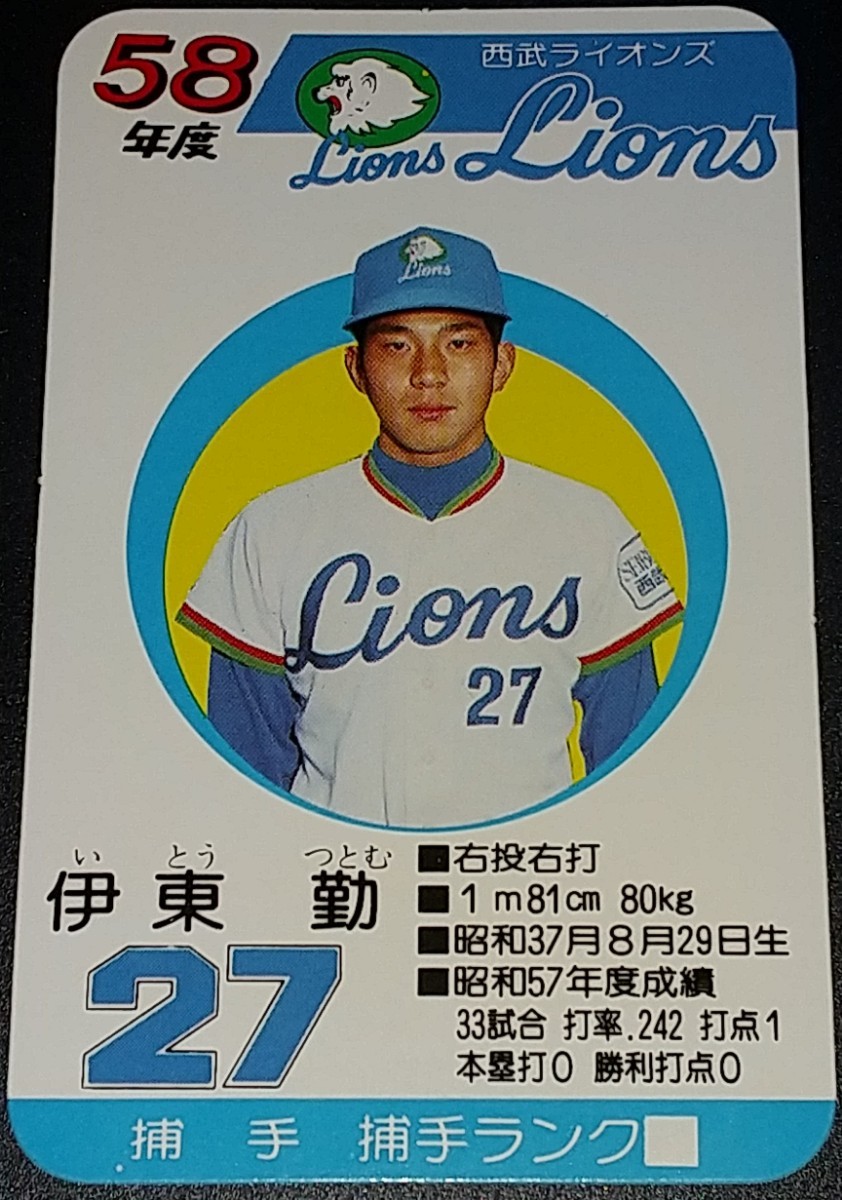 58
年度
西武ライオンズ
Lions
Lions
Lions
Lions
西武
27
い とう つとむ
伊東 勤
27
■右投右打
■1m81cm 80kg
■昭和37月8月29日生
■昭和57年度成績
33試合 打率.242 打点1
本塁打0 勝利打点0
捕手 捕手ランク